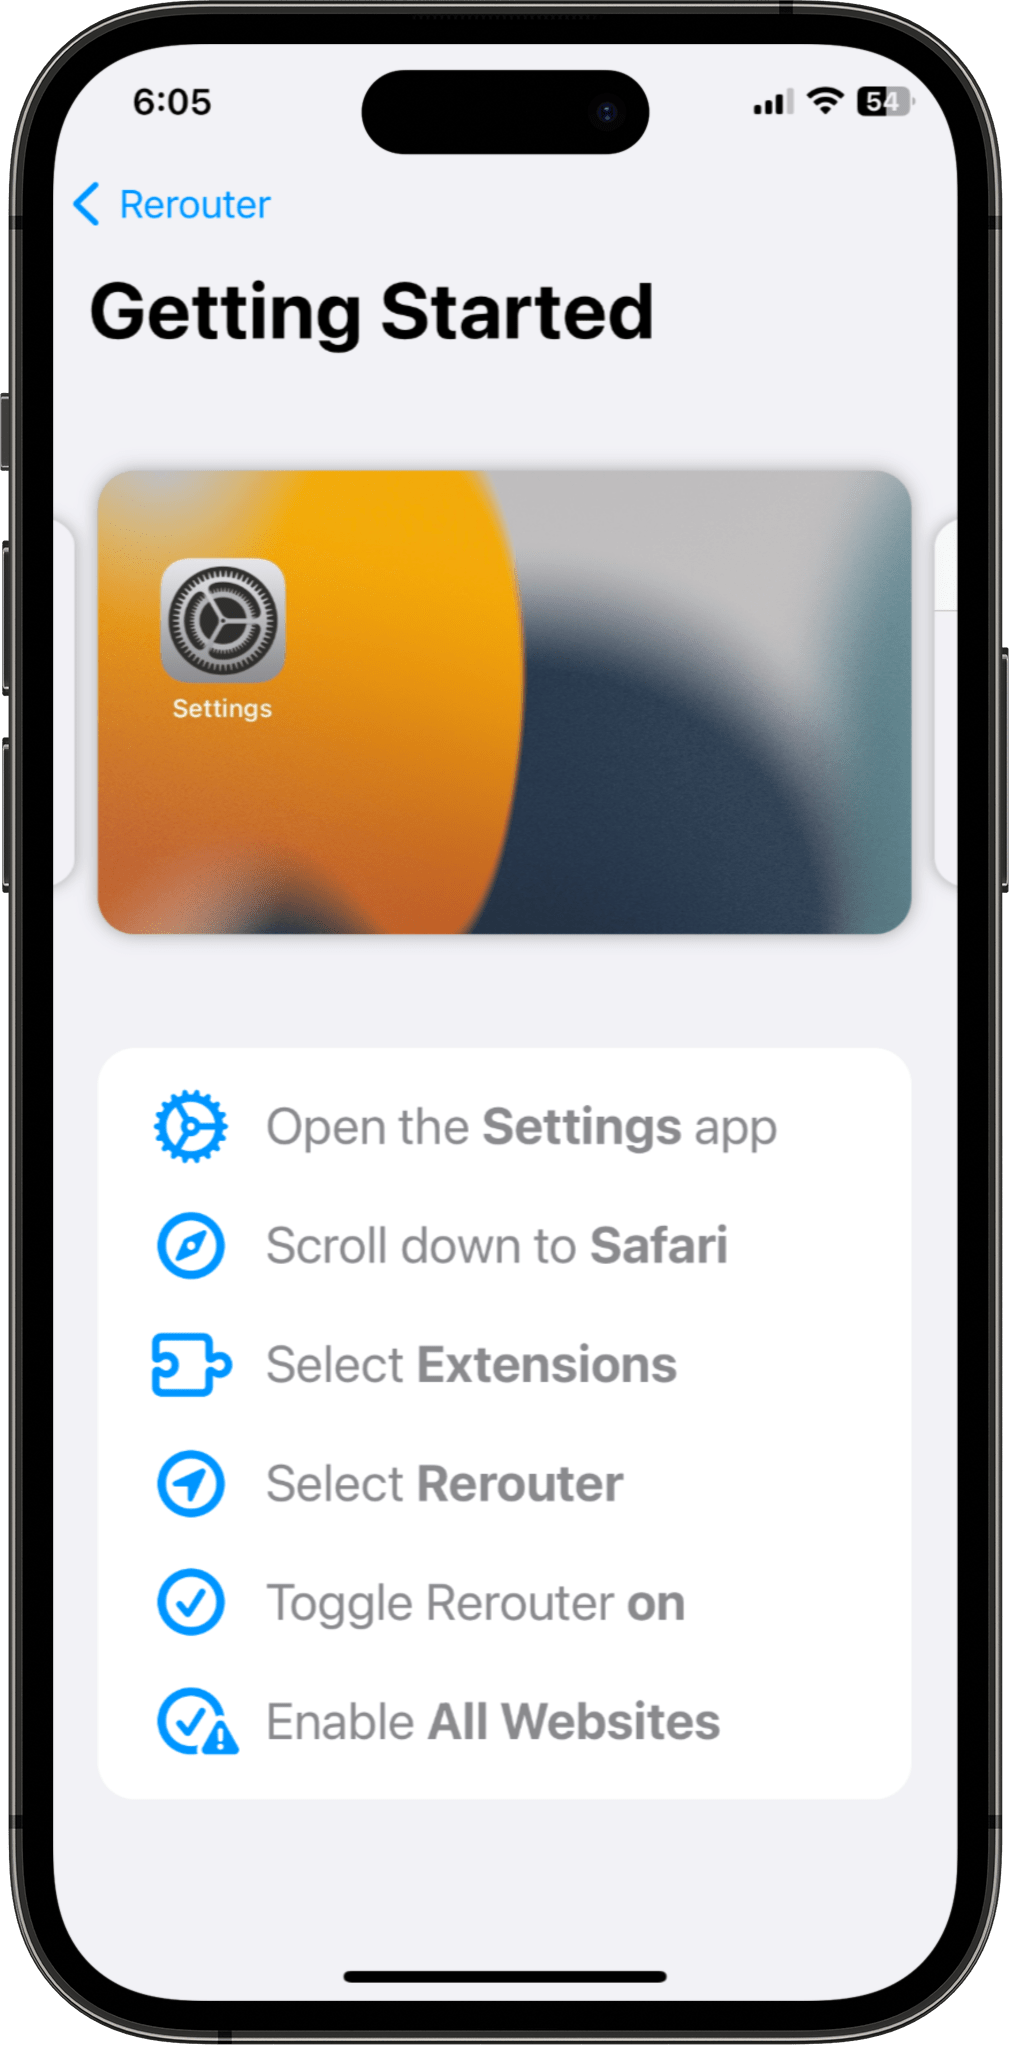 6:05
54
Rerouter
Getting Started
Settings
Open the Settings app
Scroll down to Safari
Select Extensions
Select Rerouter
Toggle Rerouter on
Enable All Websites